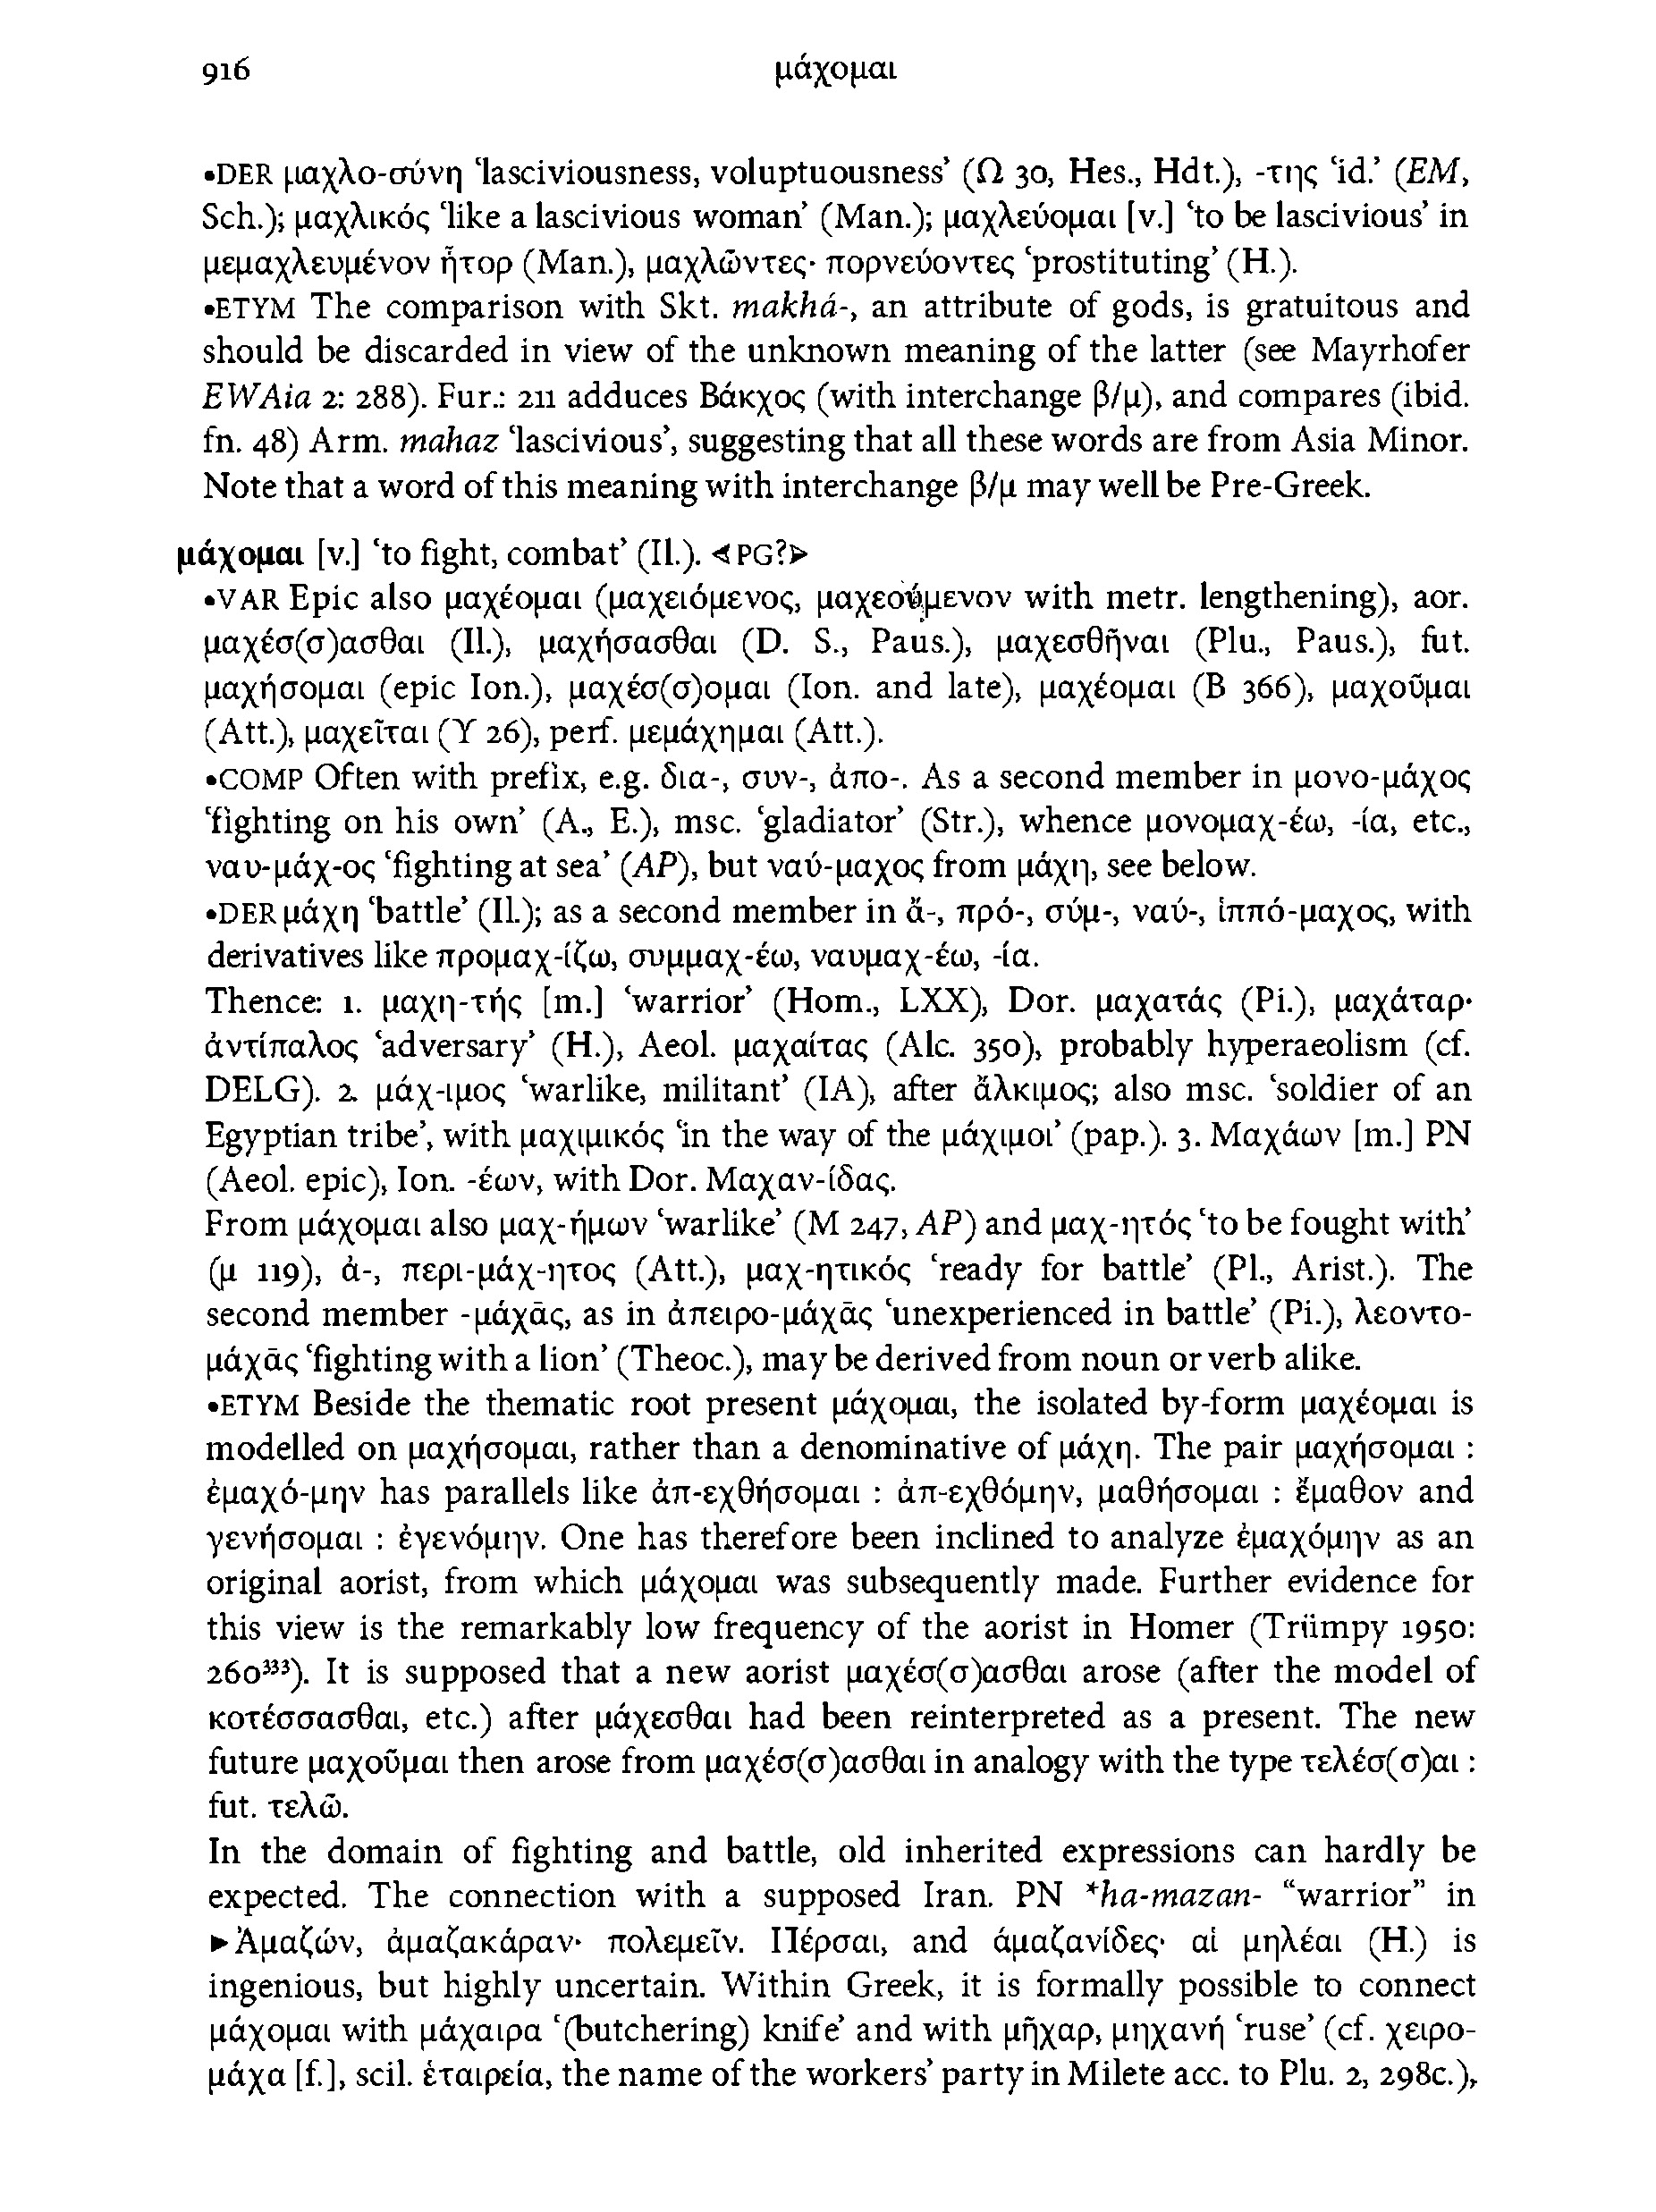 916 μάχομαι
•DER μαχλο-σύνη ‘lasciviousness, voluptuousness’ (Ω 30, Hes., Hdt.), -της ‘id.’ (EM,
Sch.); μαχλικός ‘like a lascivious woman’ (Man.); μαχλεύομαι [v.] ‘to be lascivious’ in
μεμαχλευμένον ἦτορ (Man.), μαχλῶντες· πορνεύοντες ‘prostituting’ (H.).
•ETYM The comparison with Skt. makhá-, an attribute of gods, is gratuitous and
should be discarded in view of the unknown meaning of the latter (see Mayrhofer
EWAia 2: 288). Fur.: 211 adduces Βάκχος (with interchange β/μ), and compares (ibid.
fn. 48) Arm. mahaz ‘lascivious’, suggesting that all these words are from Asia Minor.
Note that a word of this meaning with interchange β/μ may well be Pre-Greek.
μάχομαι [v.] ‘to fight, combat’ (Il.). ◁PG?▷
•VAR Epic also μαχέομαι (μαχειόμενος, μαχεούμενον with metr. lengthening), aor.
μαχέσ(σ)ασθαι (Il.), μαχήσασθαι (D. S., Paus.), μαχεσθῆναι (Plu., Paus.), fut.
μαχήσομαι (epic Ion.), μαχέσ(σ)ομαι (Ion. and late), μαχέομαι (Β 366), μαχοῦμαι
(Att.), μαχεῖται (Υ 26), perf. μεμάχημαι (Att.).
•COMP Often with prefix, e.g. δια-, συν-, ἀπο-. As a second member in μονο-μάχος
‘fighting on his own’ (A., E.), msc. ‘gladiator’ (Str.), whence μονομαχ-έω, -ία, etc.,
ναυ-μάχ-ος ‘fighting at sea’ (AP), but ναύ-μαχος from μάχη, see below.
•DER μάχη ‘battle’ (Il.); as a second member in ἄ-, πρό-, σύμ-, ναύ-, ἱππό-μαχος, with
derivatives like προμαχ-ίζω, συμμαχ-έω, ναυμαχ-έω, -ία.
Thence: 1. μαχη-τής [m.] ‘warrior’ (Hom., LXX), Dor. μαχατάς (Pi.), μαχάταρ·
ἀντίπαλος ‘adversary’ (H.), Aeol. μαχαίτας (Alc. 350), probably hyperaeolism (cf.
DELG). 2. μάχ-ιμος ‘warlike, militant’ (IA), after ἄλκιμος; also msc. ‘soldier of an
Egyptian tribe’, with μαχιμικός ‘in the way of the μάχιμοι’ (pap.). 3. Μαχάων [m.] PN
(Aeol. epic), Ion. -έων, with Dor. Μαχαν-ίδας.
From μάχομαι also μαχ-ήμων ‘warlike’ (Μ 247, AP) and μαχ-ητός ‘to be fought with’
(μ 119), ἀ-, περι-μάχ-ητος (Att.), μαχ-ητικός ‘ready for battle’ (Pl., Arist.). The
second member -μάχᾱς, as in ἀπειρο-μάχᾱς ‘unexperienced in battle’ (Pi.), λεοντο-
μάχᾱς ‘fighting with a lion’ (Theoc.), may be derived from noun or verb alike.
•ETYM Beside the thematic root present μάχομαι, the isolated by-form μαχέομαι is
modelled on μαχήσομαι, rather than a denominative of μάχη. The pair μαχήσομαι :
ἐμαχό-μην has parallels like ἀπ-εχθήσομαι : ἀπ-εχθόμην, μαθήσομαι : ἔμαθον and
γενήσομαι : ἐγενόμην. One has therefore been inclined to analyze ἐμαχόμην as an
original aorist, from which μάχομαι was subsequently made. Further evidence for
this view is the remarkably low frequency of the aorist in Homer (Trümpy 1950:
260³³³). It is supposed that a new aorist μαχέσ(σ)ασθαι arose (after the model of
κοτέσσασθαι, etc.) after μάχεσθαι had been reinterpreted as a present. The new
future μαχοῦμαι then arose from μαχέσ(σ)ασθαι in analogy with the type τελέσ(σ)αι :
fut. τελῶ.
In the domain of fighting and battle, old inherited expressions can hardly be
expected. The connection with a supposed Iran. PN *ha-mazan- “warrior” in
►Ἀμαζών, ἁμαζακάραν· πολεμεῖν. Πέρσαι, and ἁμαζανίδες· αἱ μηλέαι (H.) is
ingenious, but highly uncertain. Within Greek, it is formally possible to connect
μάχομαι with μάχαιρα ‘(butchering) knife’ and with μῆχαρ, μηχανή ‘ruse’ (cf. χειρο-
μάχα [f.], scil. ἑταιρεία, the name of the workers’ party in Milete acc. to Plu. 2, 298c.),